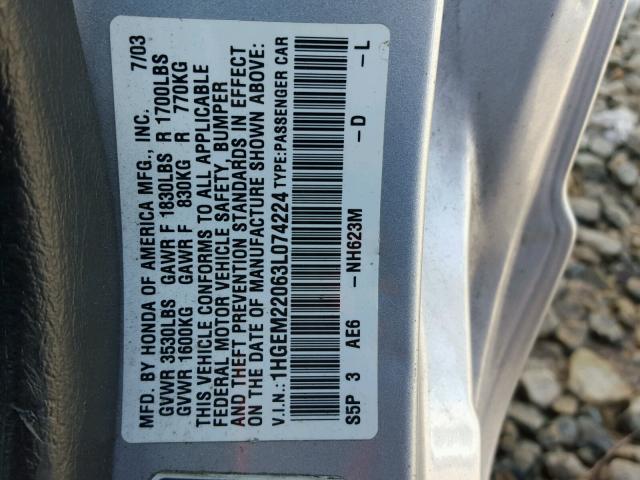 MFD. BY HONDA OF AMERICA MFG., INC. 7/03
GVWR 3530LBS GAWR F 1830LBS R 1700LBS
GVWR 1600KG GAWR F 830KG R 770KG
THIS VEHICLE CONFORMS TO ALL APPLICABLE
FEDERAL MOTOR VEHICLE SAFETY, BUMPER
AND THEFT PREVENTION STANDARDS IN EFFECT
ON THE DATE OF MANUFACTURE SHOWN ABOVE:
V.I.N.:1HGEM22063L074224 TYPE:PASSENGER CAR
S5P 3 AE6 -NH623M -D -L